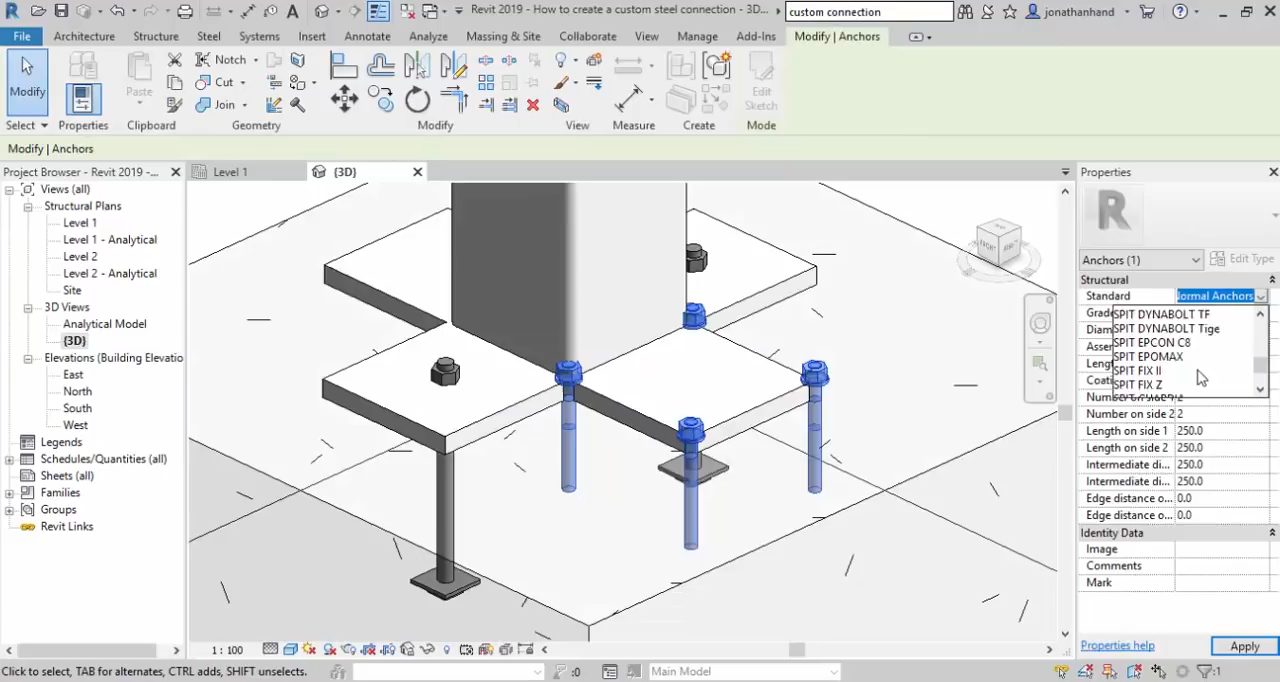 Revit 2019 - How to create a custom steel connection - 3D...
custom connection
jonathanhand
File
Architecture
Structure
Steel
Systems
Insert
Annotate
Analyze
Massing & Site
Collaborate
View
Manage
Add-Ins
Modify | Anchors
Modify
Paste
Notch
Cut
Join
Edit
Sketch
Select
Properties
Clipboard
Geometry
Modify
View
Measure
Create
Mode
Modify | Anchors
Project Browser - Revit 2019 -...
Views (all)
Structural Plans
Level 1
Level 1 - Analytical
Level 2
Level 2 - Analytical
Site
3D Views
Analytical Model
{3D}
Elevations (Building Elevatio
East
North
South
West
Legends
Schedules/Quantities (all)
Sheets (all)
Families
Groups
Revit Links
Level 1
{3D}
FRONT
Properties
R
Anchors (1)
Edit Type
Structural
Standard
ormal Anchors
SPIT DYNABOLT TF
SPIT DYNABOLT Tige
SPIT EPCON C8
SPIT EPOMAX
SPIT FIX II
SPIT FIX Z
Number on side 2 2
Length on side 1 250.0
Length on side 2 250.0
Intermediate di... 250.0
Intermediate di... 250.0
Edge distance o... 0.0
Edge distance o... 0.0
Identity Data
Image
Comments
Mark
Properties help
Apply
1 : 100
Click to select, TAB for alternates, CTRL adds, SHIFT unselects.
:0
Main Model
:1